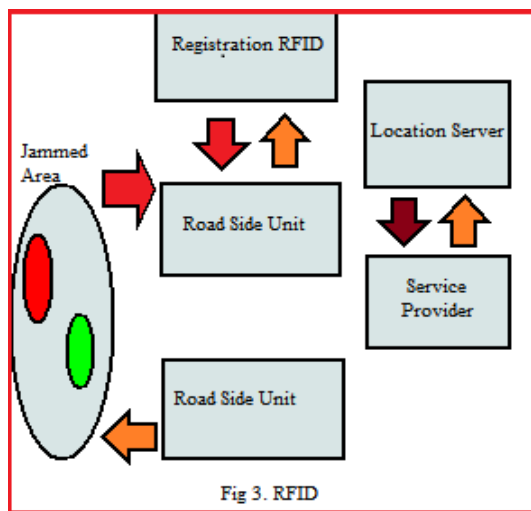 Registration RFID
Location Server
Jammed
Area
Road Side Unit
Service
Provider
Road Side Unit
Fig 3. RFID